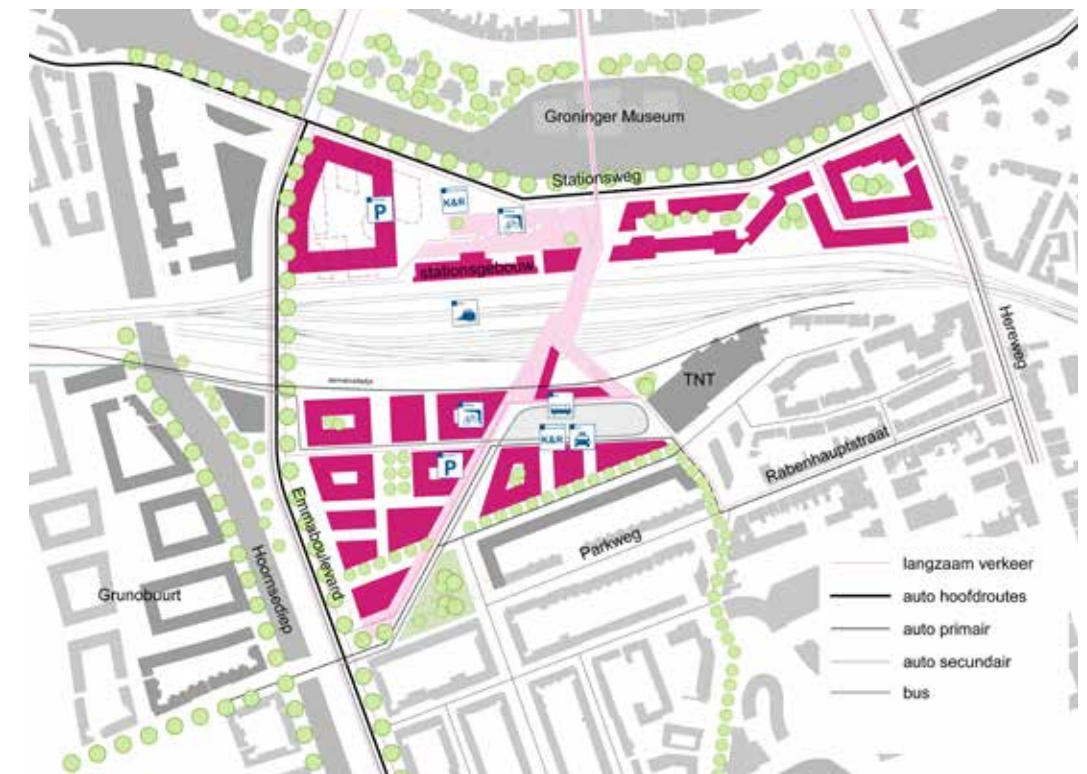 Groninger Museum
Stationsweg
P
K&R
stationsgebouw
Hereweg
TNT
K&R
P
Rabenhauptstraat
Emmaboulevard
Hoornsediep
Parkweg
Grunobuurt
langzaam verkeer
auto hoofdroutes
auto primair
auto secundair
bus